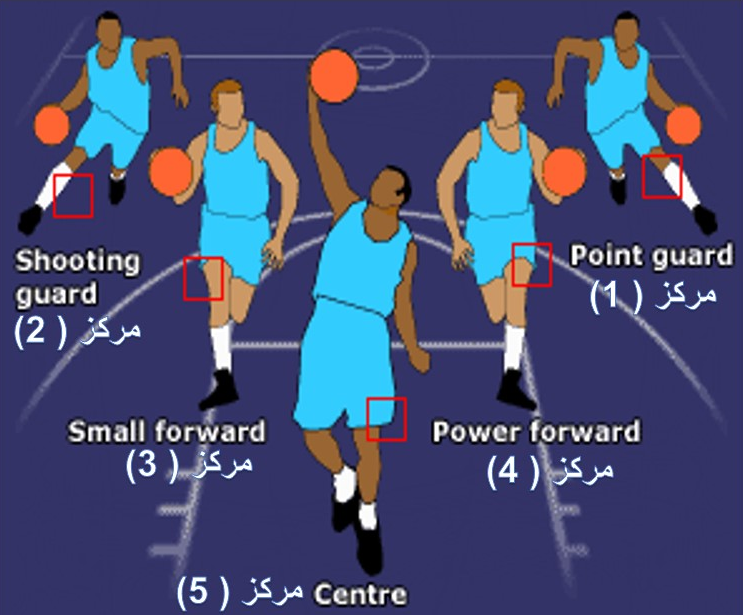 Shooting
guard
مركز ( 2 )
Point guard
مركز ( 1 )
Small forward
مركز ( 3 )
Power forward
مركز ( 4 )
مركز ( 5 ) Centre